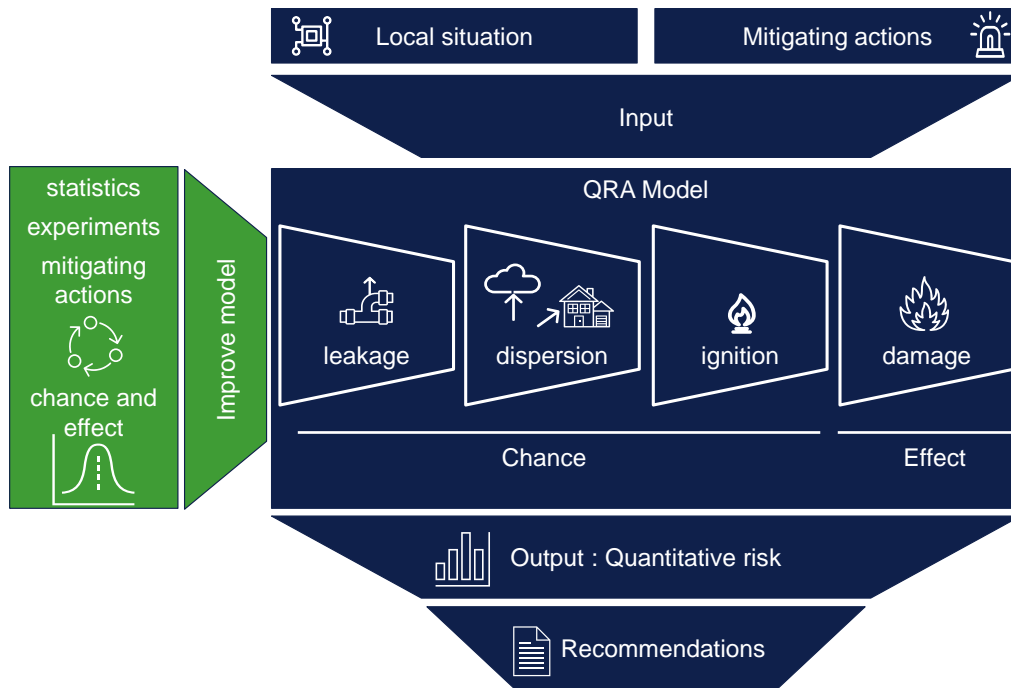 Local situation
Mitigating actions
Input
statistics
experiments
mitigating
actions
chance and
effect
Improve model
QRA Model
leakage
dispersion
ignition
damage
Chance
Effect
Output : Quantitative risk
Recommendations